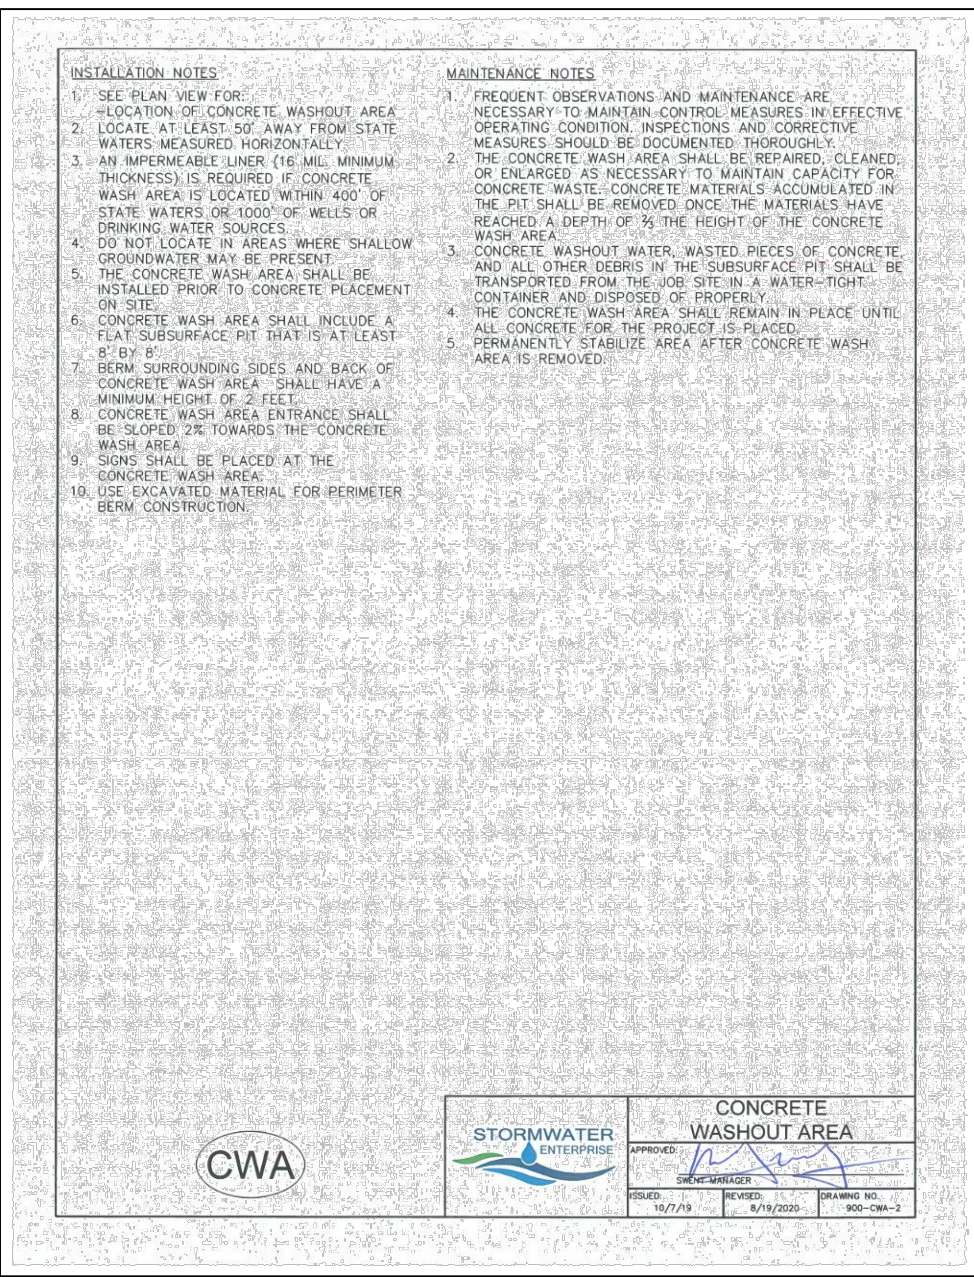 INSTALLATION NOTES
1. SEE PLAN VIEW FOR:
-LOCATION OF CONCRETE WASHOUT AREA
2. LOCATE AT LEAST 50' AWAY FROM STATE
WATERS MEASURED HORIZONTALLY.
3. AN IMPERMEABLE LINER (16 MIL. MINIMUM
THICKNESS) IS REQUIRED IF CONCRETE
WASH AREA IS LOCATED WITHIN 400' OF
STATE WATERS OR 1000' OF WELLS OR
DRINKING WATER SOURCES.
4. DO NOT LOCATE IN AREAS WHERE SHALLOW
GROUNDWATER MAY BE PRESENT.
5. THE CONCRETE WASH AREA SHALL BE
INSTALLED PRIOR TO CONCRETE PLACEMENT
ON SITE.
6. CONCRETE WASH AREA SHALL INCLUDE A
FLAT SUBSURFACE PIT THAT IS AT LEAST
8' BY 8'.
7. BERM SURROUNDING SIDES AND BACK OF
CONCRETE WASH AREA SHALL HAVE A
MINIMUM HEIGHT OF 2 FEET.
8. CONCRETE WASH AREA ENTRANCE SHALL
BE SLOPED 2% TOWARDS THE CONCRETE
WASH AREA.
9. SIGNS SHALL BE PLACED AT THE
CONCRETE WASH AREA.
10. USE EXCAVATED MATERIAL FOR PERIMETER
BERM CONSTRUCTION.
MAINTENANCE NOTES
1. FREQUENT OBSERVATIONS AND MAINTENANCE ARE
NECESSARY TO MAINTAIN CONTROL MEASURES IN EFFECTIVE
OPERATING CONDITION. INSPECTIONS AND CORRECTIVE
MEASURES SHOULD BE DOCUMENTED THOROUGHLY.
2. THE CONCRETE WASH AREA SHALL BE REPAIRED, CLEANED,
OR ENLARGED AS NECESSARY TO MAINTAIN CAPACITY FOR
CONCRETE WASTE. CONCRETE MATERIALS ACCUMULATED IN
THE PIT SHALL BE REMOVED ONCE THE MATERIALS HAVE
REACHED A DEPTH OF ⅔ THE HEIGHT OF THE CONCRETE
WASH AREA.
3. CONCRETE WASHOUT WATER, WASTED PIECES OF CONCRETE,
AND ALL OTHER DEBRIS IN THE SUBSURFACE PIT SHALL BE
TRANSPORTED FROM THE JOB SITE IN A WATER-TIGHT
CONTAINER AND DISPOSED OF PROPERLY.
4. THE CONCRETE WASH AREA SHALL REMAIN IN PLACE UNTIL
ALL CONCRETE FOR THE PROJECT IS PLACED.
5. PERMANENTLY STABILIZE AREA AFTER CONCRETE WASH
AREA IS REMOVED.
CWA
STORMWATER
ENTERPRISE
CONCRETE
WASHOUT AREA
APPROVED:
SWENT MANAGER
ISSUED:
10/7/19
REVISED:
8/19/2020
DRAWING NO.
900-CWA-2